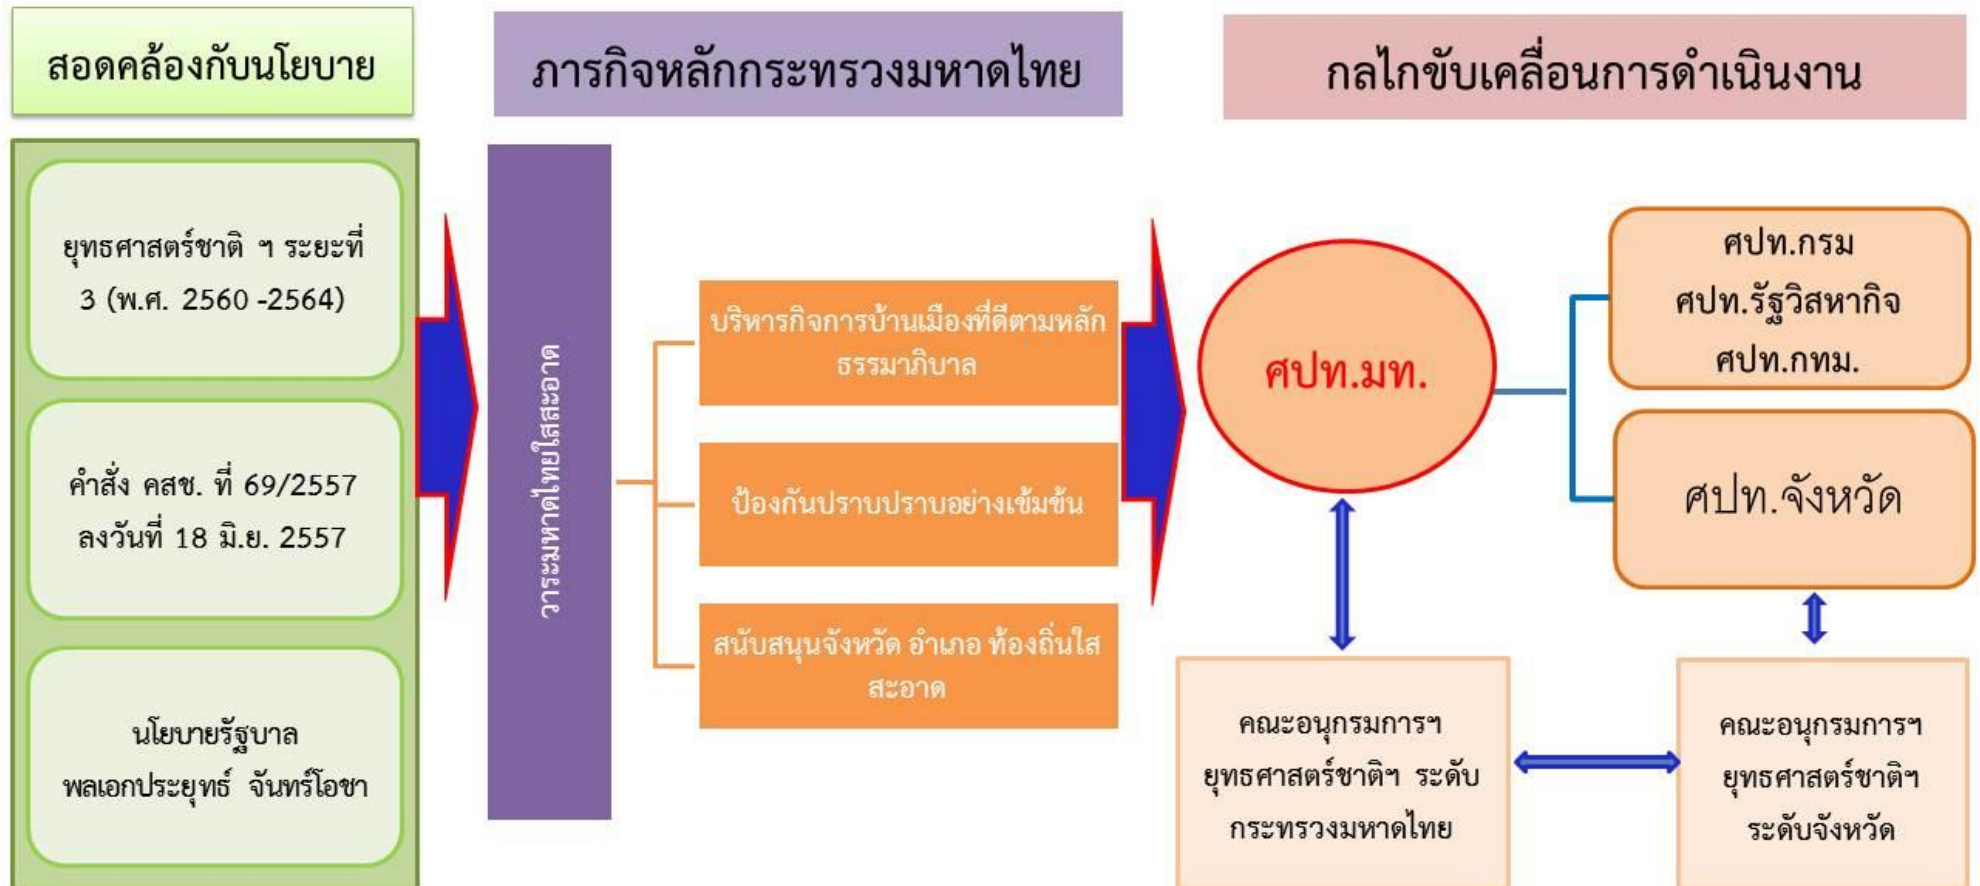 สอดคล้องกับนโยบาย
ยุทธศาสตร์ชาติ ฯ ระยะที่
3 (พ.ศ. 2560 -2564)
คำสั่ง คสช. ที่ 69/2557
ลงวันที่ 18 มิ.ย. 2557
นโยบายรัฐบาล
พลเอกประยุทธ์ จันทร์โอชา
ภารกิจหลักกระทรวงมหาดไทย
วาระมหาดไทยใสสะอาด
บริหารกิจการบ้านเมืองที่ดีตามหลัก
ธรรมาภิบาล
ป้องกันปราบปราบอย่างเข้มข้น
สนับสนุนจังหวัด อำเภอ ท้องถิ่นใส
สะอาด
กลไกขับเคลื่อนการดำเนินงาน
ศปท.มท.
ศปท.กรม
ศปท.รัฐวิสหากิจ
ศปท.กทม.
ศปท.จังหวัด
คณะอนุกรมการฯ
ยุทธศาสตร์ชาติฯ ระดับ
กระทรวงมหาดไทย
คณะอนุกรมการฯ
ยุทธศาสตร์ชาติฯ
ระดับจังหวัด